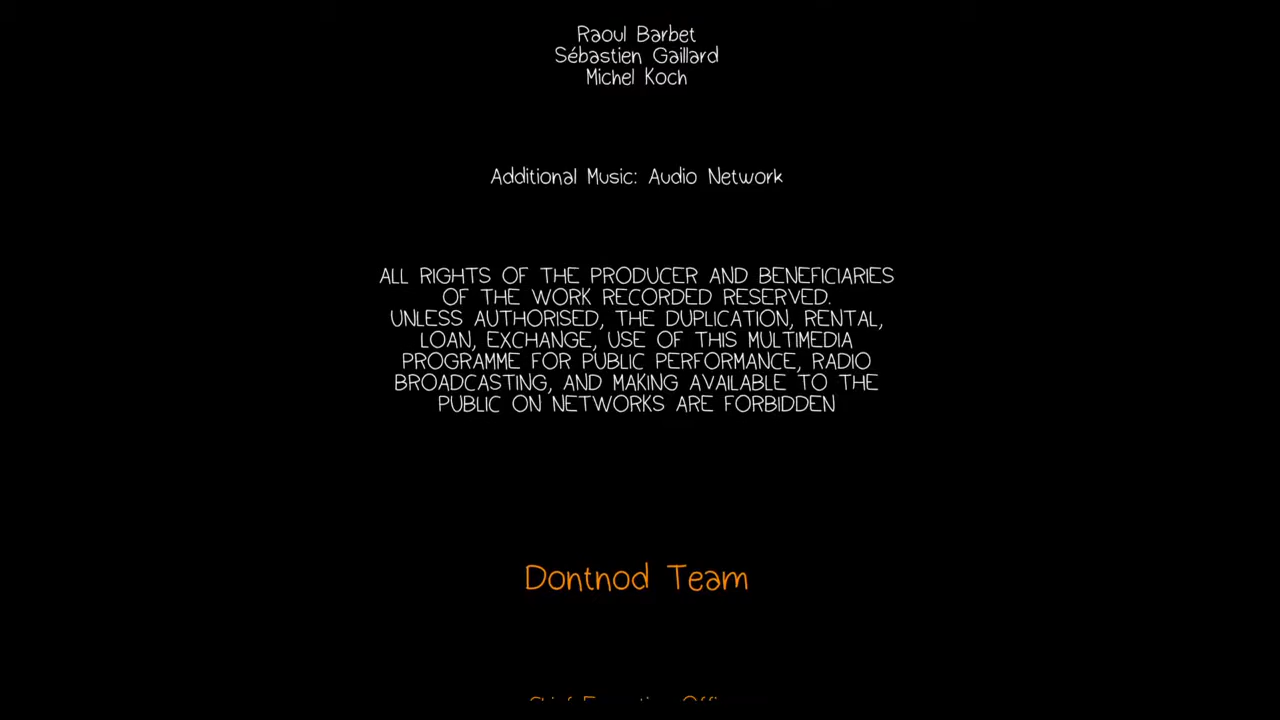 Raoul Barbet
Sébastien Gaillard
Michel Koch
Additional Music: Audio Network
ALL RIGHTS OF THE PRODUCER AND BENEFICIARIES
OF THE WORK RECORDED RESERVED.
UNLESS AUTHORISED, THE DUPLICATION, RENTAL,
LOAN, EXCHANGE, USE OF THIS MULTIMEDIA
PROGRAMME FOR PUBLIC PERFORMANCE, RADIO
BROADCASTING, AND MAKING AVAILABLE TO THE
PUBLIC ON NETWORKS ARE FORBIDDEN
Dontnod Team